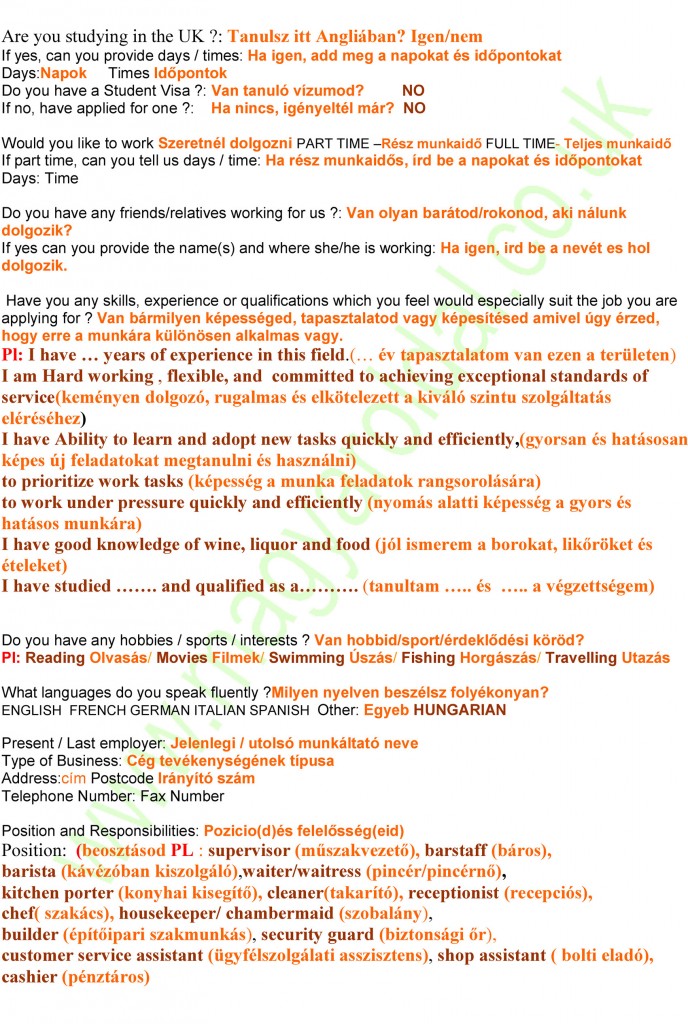 Are you studying in the UK ?: Tanulsz itt Angliában? Igen/nem
If yes, can you provide days / times: Ha igen, add meg a napokat és időpontokat
Days:Napok Times Időpontok
Do you have a Student Visa ?: Van tanuló vízumod? NO
If no, have applied for one ?: Ha nincs, igényeltél már? NO
Would you like to work Szeretnél dolgozni PART TIME –Rész munkaidő FULL TIME- Teljes munkaidő
If part time, can you tell us days / time: Ha rész munkaidős, írd be a napokat és időpontokat
Days: Time
Do you have any friends/relatives working for us ?: Van olyan barátod/rokonod, aki nálunk
dolgozik?
If yes can you provide the name(s) and where she/he is working: Ha igen, ird be a nevét es hol
dolgozik.
Have you any skills, experience or qualifications which you feel would especially suit the job you are
applying for ? Van bármilyen képességed, tapasztalatod vagy képesitésed amivel úgy érzed,
hogy erre a munkára különösen alkalmas vagy.
Pl: I have … years of experience in this field.(… év tapasztalatom van ezen a területen)
I am Hard working , flexible, and committed to achieving exceptional standards of
service(keményen dolgozó, rugalmas és elkötelezett a kiváló szintu szolgáltatás
eléréséhez)
I have Ability to learn and adopt new tasks quickly and efficiently,(gyorsan és hatásosan
képes új feladatokat megtanulni és használni)
to prioritize work tasks (képesség a munka feladatok rangsorolására)
to work under pressure quickly and efficiently (nyomás alatti képesség a gyors és
hatásos munkára)
I have good knowledge of wine, liquor and food (jól ismerem a borokat, likőröket és
ételeket)
I have studied ……. and qualified as a………. (tanultam ….. és ….. a végzettségem)
Do you have any hobbies / sports / interests ? Van hobbid/sport/érdeklődési köröd?
Pl: Reading Olvasás/ Movies Filmek/ Swimming Úszás/ Fishing Horgászás/ Travelling Utazás
What languages do you speak fluently ?Milyen nyelven beszélsz folyékonyan?
ENGLISH FRENCH GERMAN ITALIAN SPANISH Other: Egyeb HUNGARIAN
Present / Last employer: Jelenlegi / utolsó munkáltató neve
Type of Business: Cég tevékenységének típusa
Address:cím Postcode Irányító szám
Telephone Number: Fax Number
Position and Responsibilities: Pozicio(d)és felelősség(eid)
Position: (beosztásod PL : supervisor (műszakvezető), barstaff (báros),
barista (kávézóban kiszolgáló),waiter/waitress (pincér/pincérnő),
kitchen porter (konyhai kisegítő), cleaner(takarító), receptionist (recepciós),
chef( szakács), housekeeper/ chambermaid (szobalány),
builder (építőipari szakmunkás), security guard (biztonsági őr),
customer service assistant (ügyfélszolgálati asszisztens), shop assistant ( bolti eladó),
cashier (pénztáros)
www.magyaroldal.co.uk